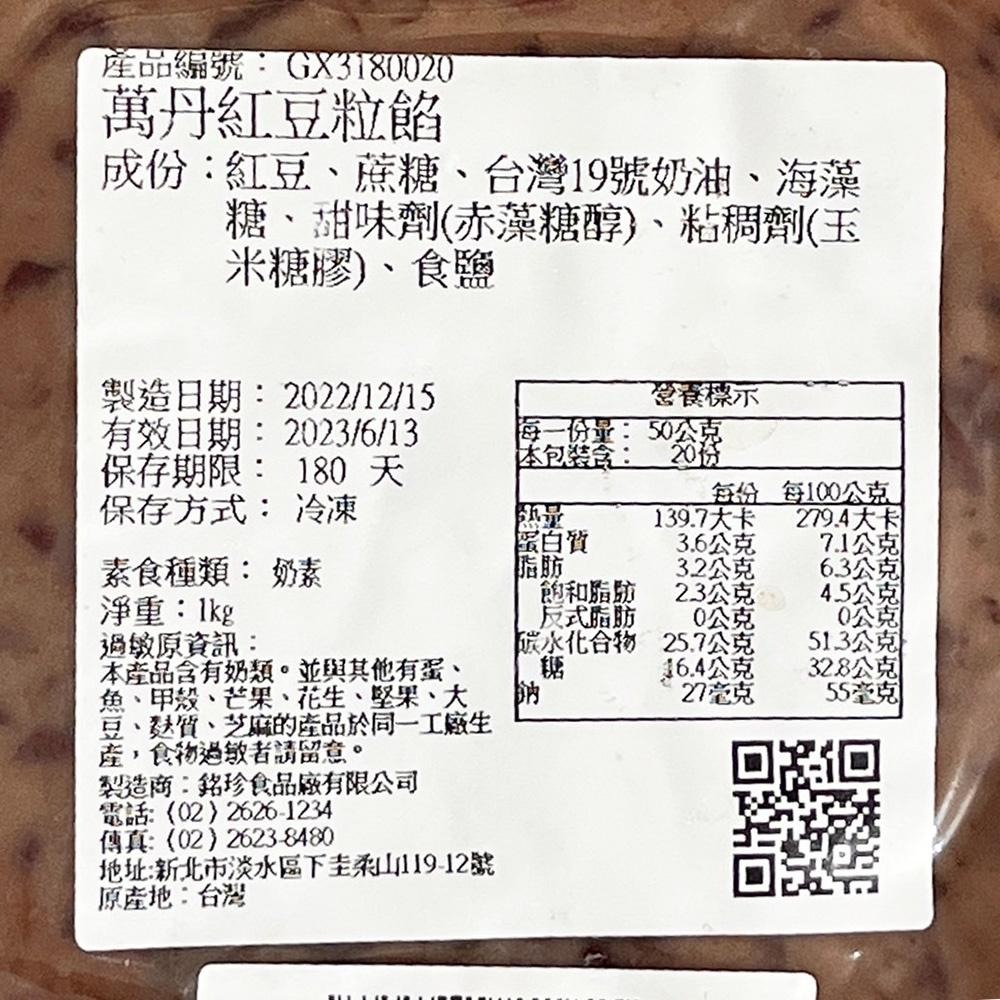 產品編號： GX3180020
萬丹紅豆粒餡
成份：紅豆、蔗糖、台灣19號奶油、海藻
糖、甜味劑(赤藻糖醇)、粘稠劑(玉
米糖膠)、食鹽
製造日期： 2022/12/15
有效日期： 2023/6/13
保存期限： 180 天
保存方式： 冷凍
素食種類： 奶素
淨重：1kg
過敏原資訊：
本產品含有奶類。並與其他有蛋、
魚、甲殼、芒果、花生、堅果、大
豆、麩質、芝麻的產品於同一工廠生
產，食物過敏者請留意。
製造商：銘珍食品廠有限公司
電話:（02）2626-1234
傳真:（02）2623-8480
地址:新北市淡水區下圭柔山119-12號
原產地：台灣
營養標示
每一份量： 50公克
本包裝含： 20份
每份 每100公克
熱量 139.7大卡 279.4大卡
蛋白質 3.6公克 7.1公克
脂肪 3.2公克 6.3公克
飽和脂肪 2.3公克 4.5公克
反式脂肪 0公克 0公克
碳水化合物 25.7公克 51.3公克
糖 16.4公克 32.8公克
鈉 27毫克 55毫克